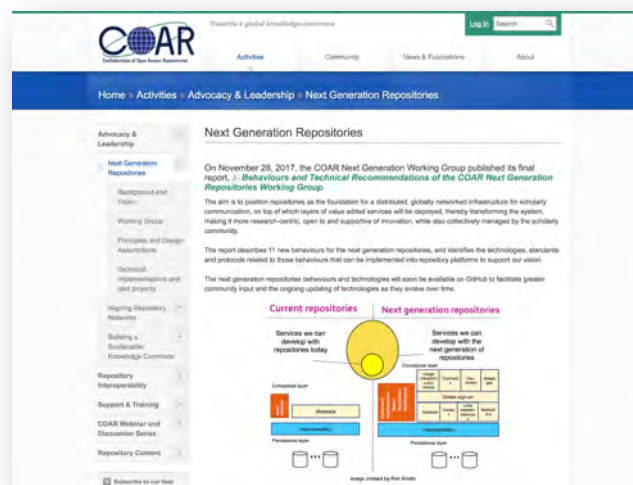 Towards a global knowledge commons
Log In
Search
COAR
Confederation of Open Access Repositories
Activities
Community
News & Publications
About
Home » Activities » Advocacy & Leadership » Next Generation Repositories
Advocacy &
Leadership
Next Generation
Repositories
Background and
Vision
Working Group
Principles and Design
Assumptions
Technical
implementations and
pilot projects
Aligning Repository
Networks
Building a
Sustainable
Knowledge Commons
Repository
Interoperability
Support & Training
COAR Webinar and
Discussion Series
Repository Content
Subscribe to our feed
Next Generation Repositories
On November 28, 2017, the COAR Next Generation Working Group published its final
report, Behaviours and Technical Recommendations of the COAR Next Generation
Repositories Working Group
The aim is to position repositories as the foundation for a distributed, globally networked infrastructure for scholarly
communication, on top of which layers of value added services will be deployed, thereby transforming the system,
making it more research-centric, open to and supportive of innovation, while also collectively managed by the scholarly
community.
The report describes 11 new behaviours for the next generation repositories, and identifies the technologies, standards
and protocols related to those behaviours that can be implemented into repository platforms to support our vision.
The next generation repositories behaviours and technologies will soon be available on GitHub to facilitate greater
community input and the ongoing updating of technologies as they evolve over time.
Current repositories
Next generation repositories
Services we can
develop with
repositories today
Services we can
develop with the
next generation of
repositories
Conceptual layer
Conceptual layer
Metadata
Global sign-on
Interoperability
Interoperability
Persistence layer
Persistence layer
Image created by Petr Knoth